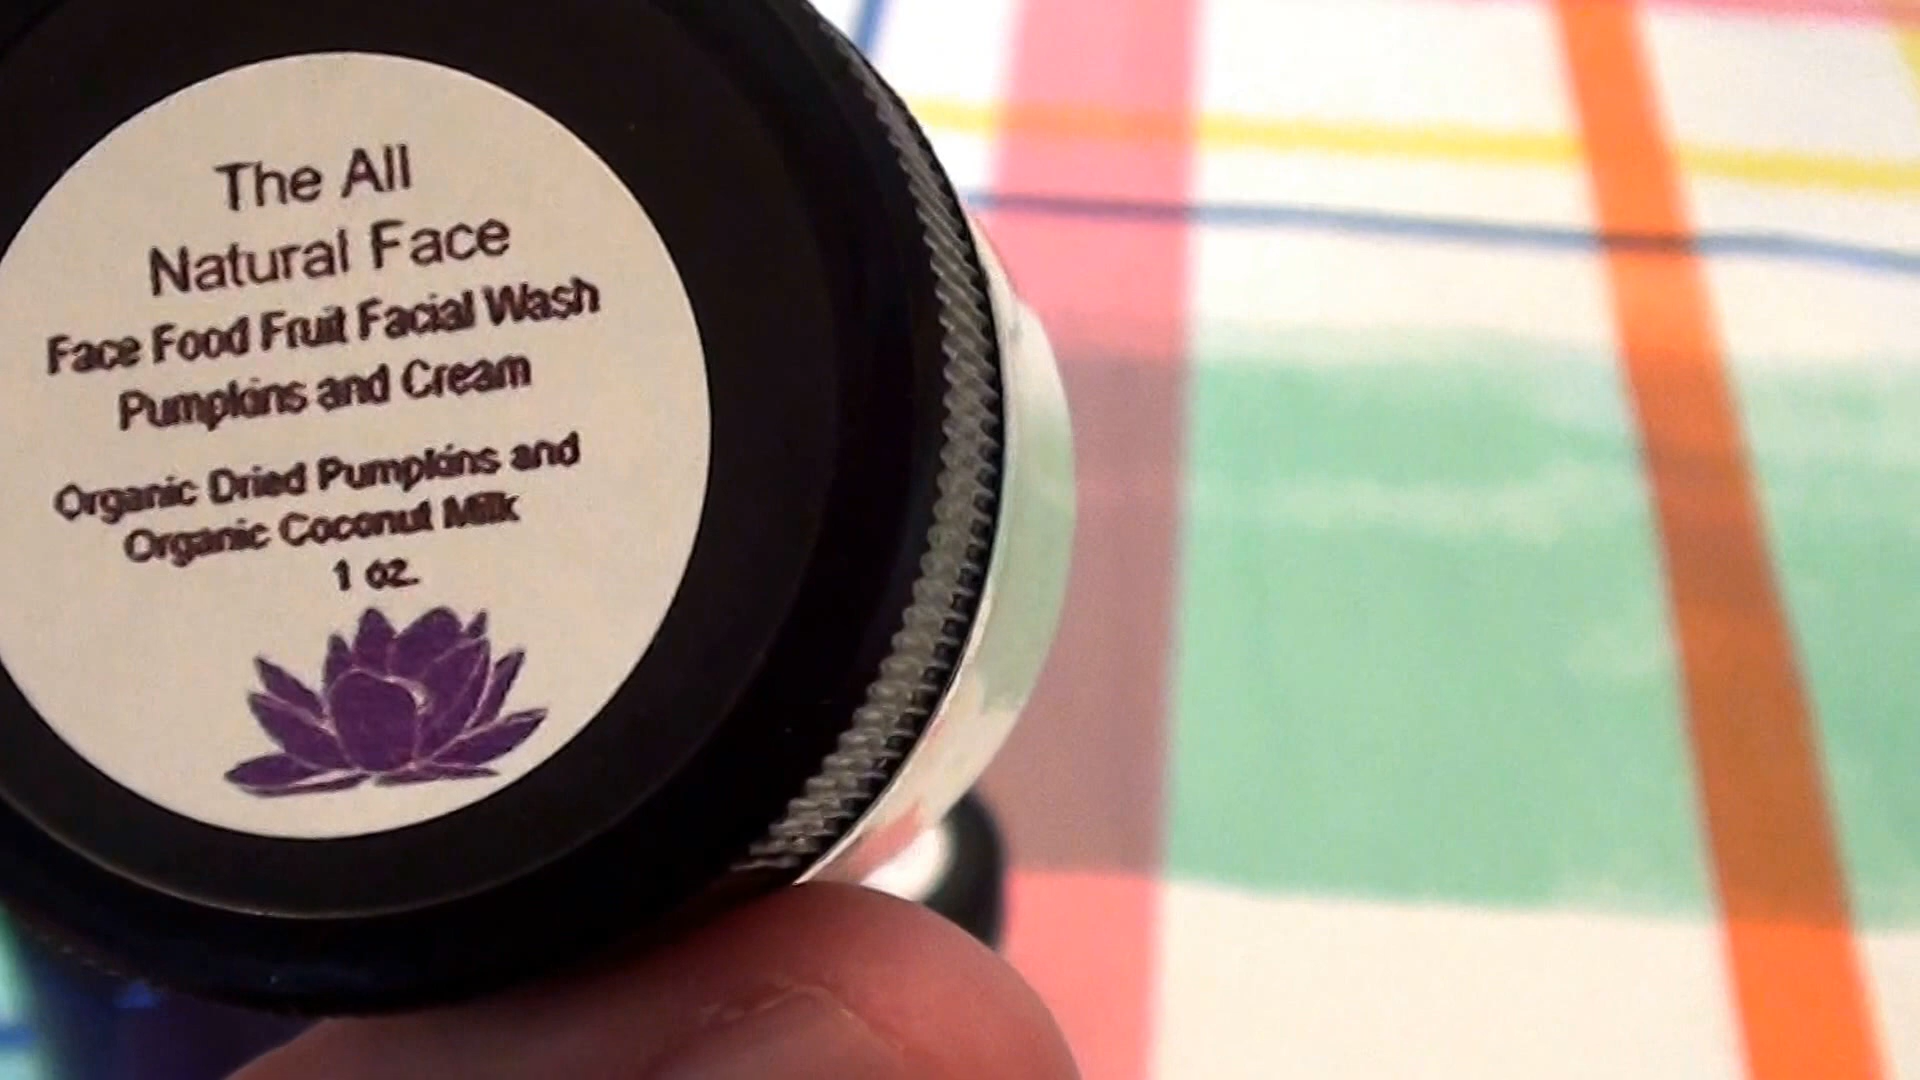 The All
Natural Face
Face Food Fruit Facial Wash
Pumpkins and Cream
Organic Dried Pumpkins and
Organic Coconut Milk
1 oz.